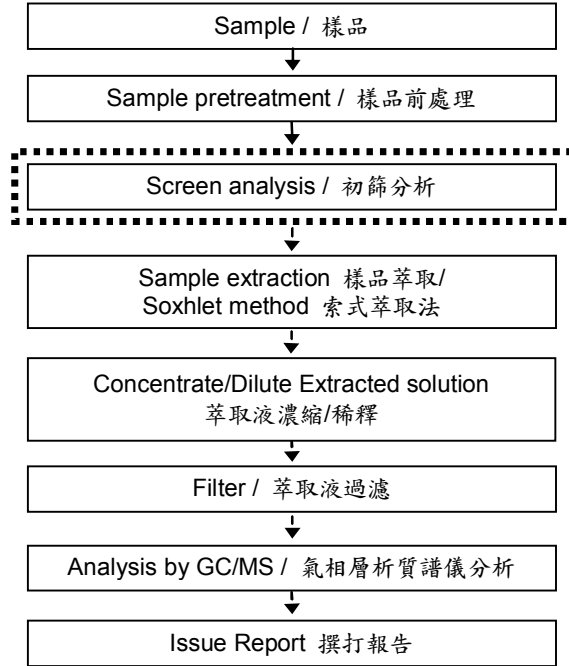 Sample / 樣品
Sample pretreatment / 樣品前處理
Screen analysis / 初篩分析
Sample extraction 樣品萃取/
Soxhlet method 索式萃取法
Concentrate/Dilute Extracted solution
萃取液濃縮/稀釋
Filter / 萃取液過濾
Analysis by GC/MS / 氣相層析質譜儀分析
Issue Report 撰打報告